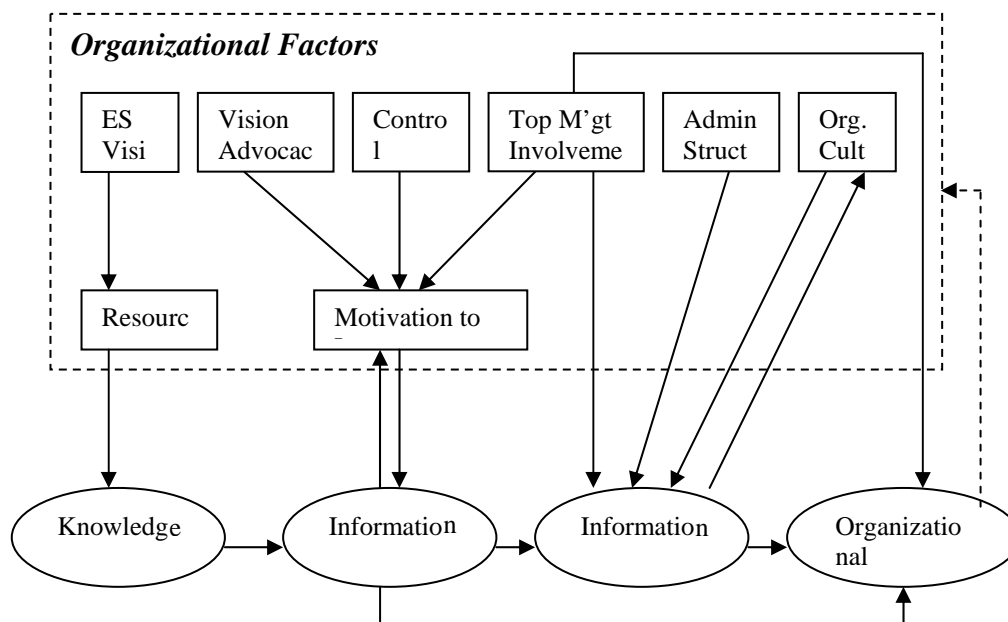 Organizational Factors
ES
Visi
Vision
Advocac
Contro
l
Top M’gt
Involveme
Admin
Struct
Org.
Cult
Resourc
Motivation to
Knowledge
Information
Information
Organizatio
nal